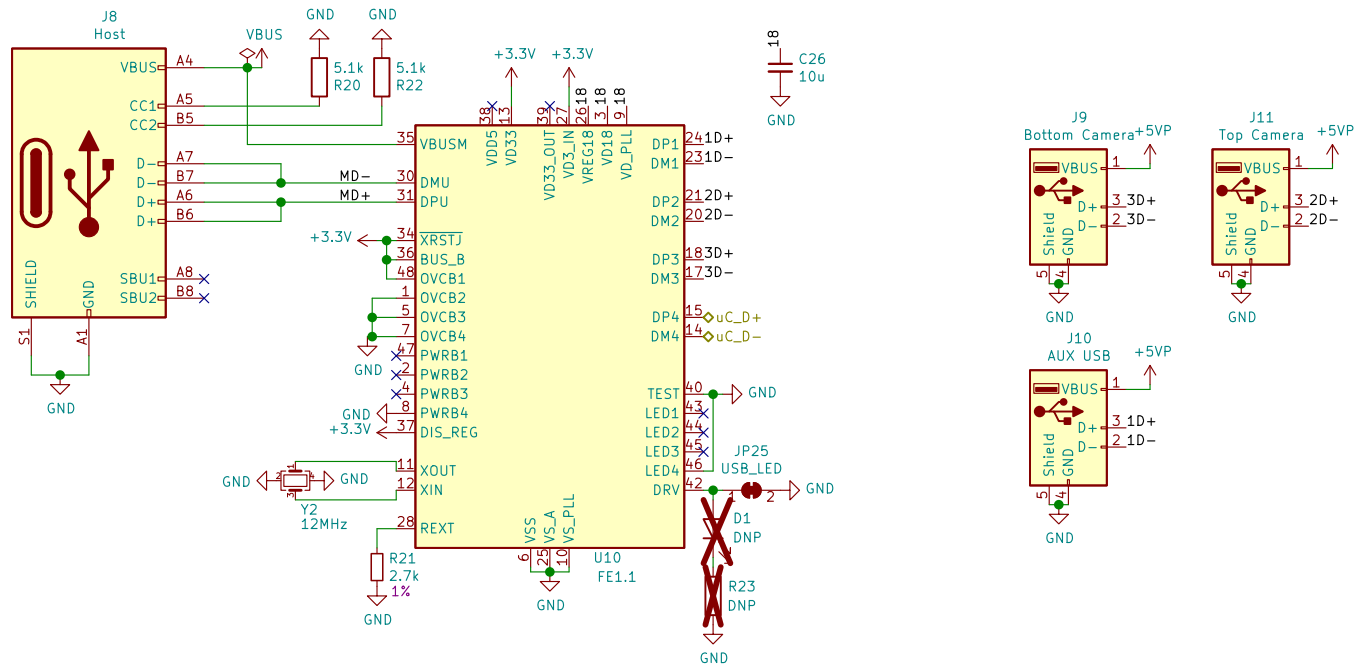 J8
Host
VBUS
A4
CC1
A5
CC2
B5
D-
A7
D-
B7
D+
A6
D+
B6
SBU1
A8
SBU2
B8
SHIELD
GND
S1
A1
GND
VBUS
GND
5.1k
R20
GND
5.1k
R22
MD-
MD+
+3.3V
+3.3V
38
13
39
27
26
3
9
18
18
18
VDD5
VD33
VD33_OUT
VD3_IN
VREG18
VD18
VD_PLL
35
VBUSM
30
DMU
31
DPU
+3.3V
34
XRSTJ
36
BUS_B
48
OVCB1
1
OVCB2
5
OVCB3
7
OVCB4
GND
47
PWRB1
2
PWRB2
4
PWRB3
GND
8
PWRB4
+3.3V
37
DIS_REG
11
XOUT
12
XIN
28
REXT
GND
1
2
3
4
GND
Y2
12MHz
R21
2.7k
1%
GND
VSS
VS_A
VS_PLL
6
25
10
GND
U10
FE1.1
DP1
24
1D+
DM1
23
1D-
DP2
21
2D+
DM2
20
2D-
DP3
18
3D+
DM3
17
3D-
DP4
15
uC_D+
DM4
14
uC_D-
TEST
40
GND
LED1
43
LED2
44
LED3
45
LED4
46
DRV
42
JP25
USB_LED
1
2
GND
D1
DNP
R23
DNP
GND
18
C26
10u
GND
J9
Bottom Camera
+5VP
VBUS
1
D+
3
3D+
D-
2
3D-
Shield
GND
5
4
GND
J11
Top Camera
+5VP
VBUS
1
D+
3
2D+
D-
2
2D-
Shield
GND
5
4
GND
J10
AUX USB
+5VP
VBUS
1
D+
3
1D+
D-
2
1D-
Shield
GND
5
4
GND